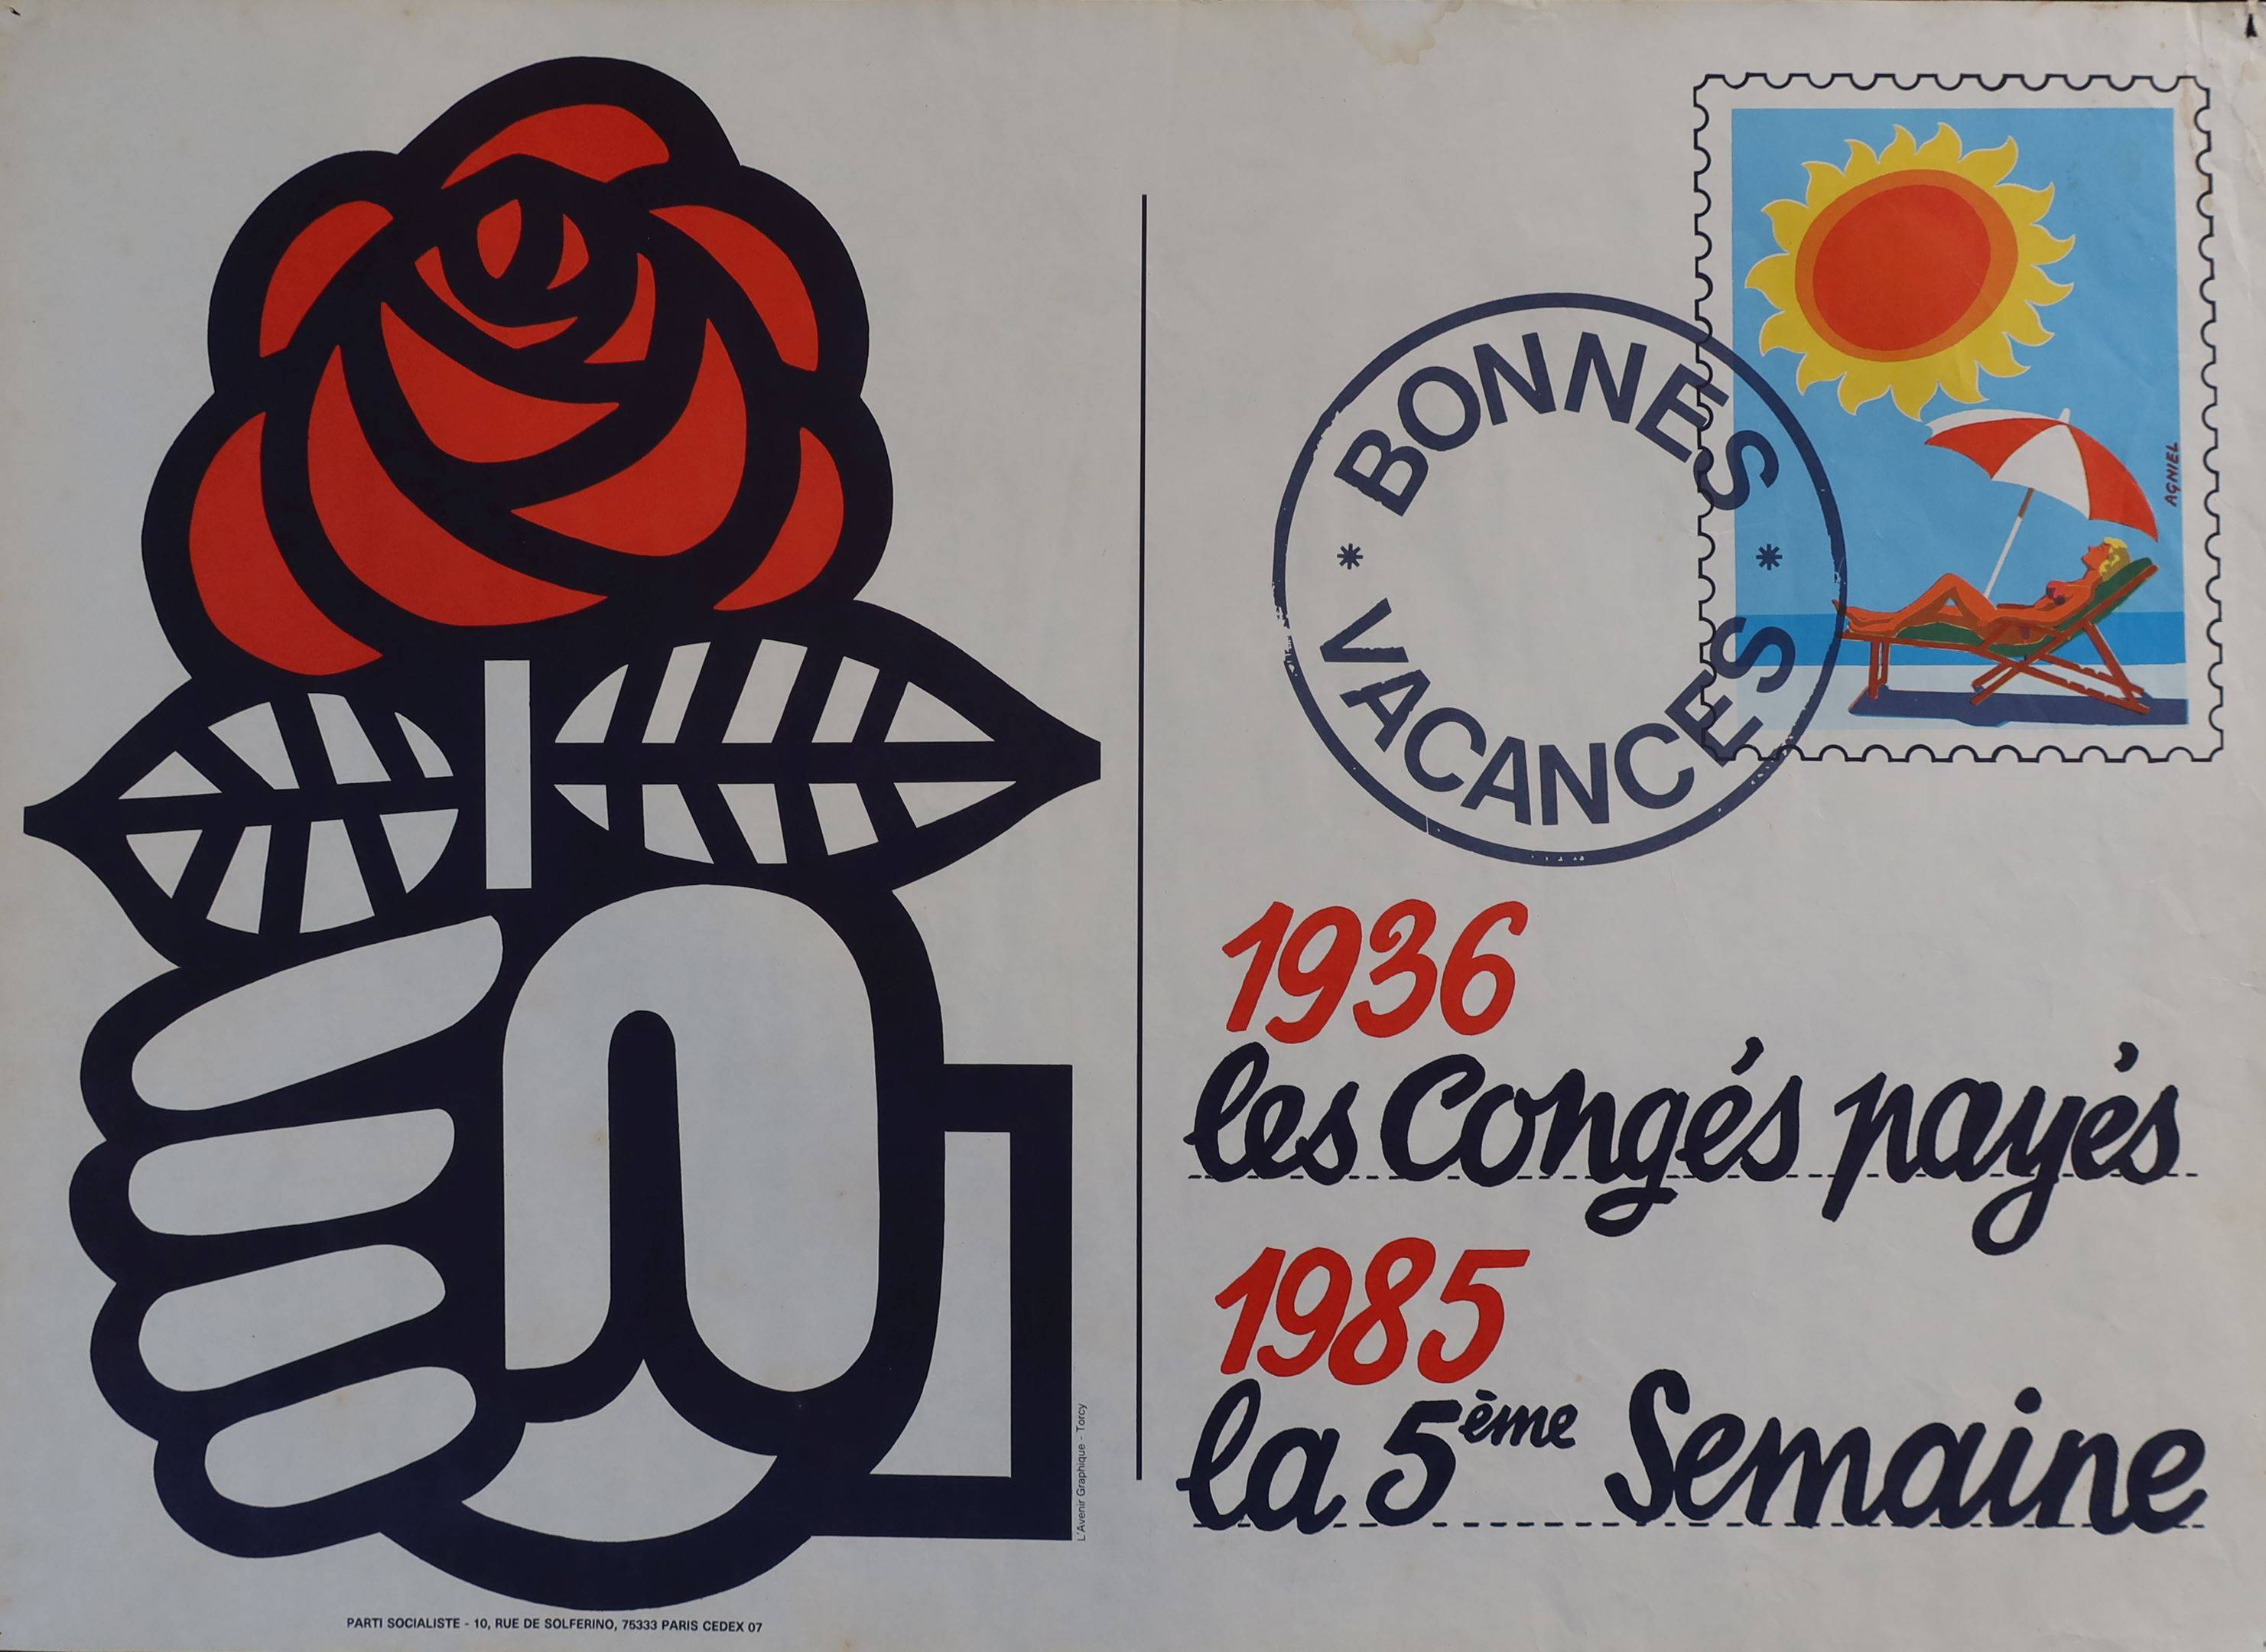 BONNES
* *
VACANCES
AGNIEL
1936
les Congés payés
1985
la 5ème Semaine
L'Avenir Graphique - Torcy
PARTI SOCIALISTE - 10, RUE DE SOLFERINO, 75333 PARIS CEDEX 07